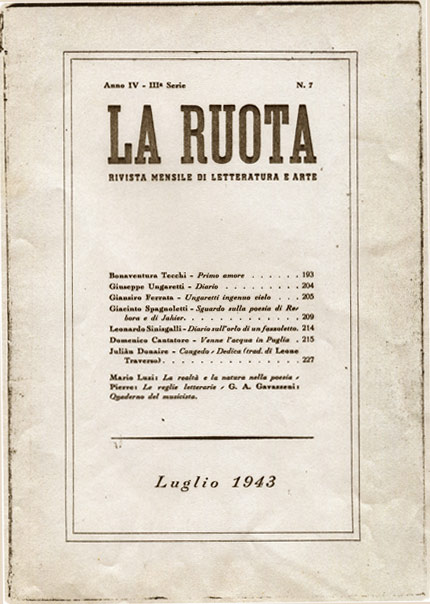 Anno IV - IIIª Serie N. 7
LA RUOTA
RIVISTA MENSILE DI LETTERATURA E ARTE
Bonaventura Tecchi - Primo amore . . . . . . 193
Giuseppe Ungaretti - Diario . . . . . . . . . 204
Giansiro Ferrata - Ungaretti ingenuo cielo . . . 205
Giacinto Spagnoletti - Sguardo sulla poesia di Re-
bora e di Jahier. . . . . . . . . . . . . 209
Leonardo Sinisgalli - Diario sull'orlo di un fazzoletto. 214
Domenico Cantatore - Venne l'acqua in Puglia . 215
Julián Donaire - Congedo - Dedica (trad. di Leone
Traverso) . . . . . . . . . . . . . . . 227
Mario Luzi: La realtà e la natura nella poesia -
Pierre: Le veglie letterarie - G. A. Gavazzeni:
Quaderno del musicista.
Luglio 1943